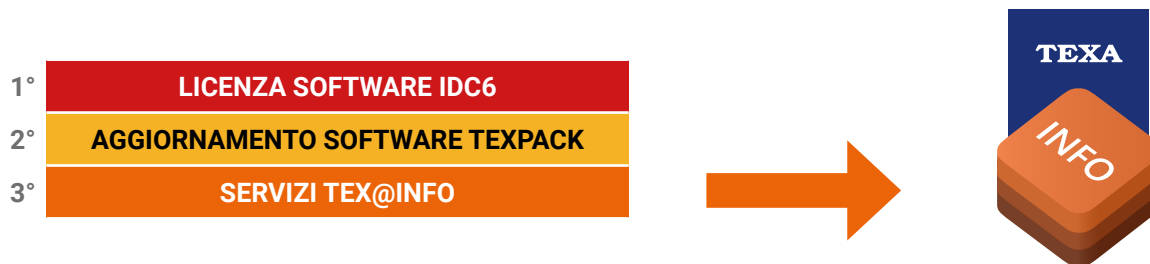 1° LICENZA SOFTWARE IDC6
2° AGGIORNAMENTO SOFTWARE TEXPACK
3° SERVIZI TEX@INFO
TEXA
INFO